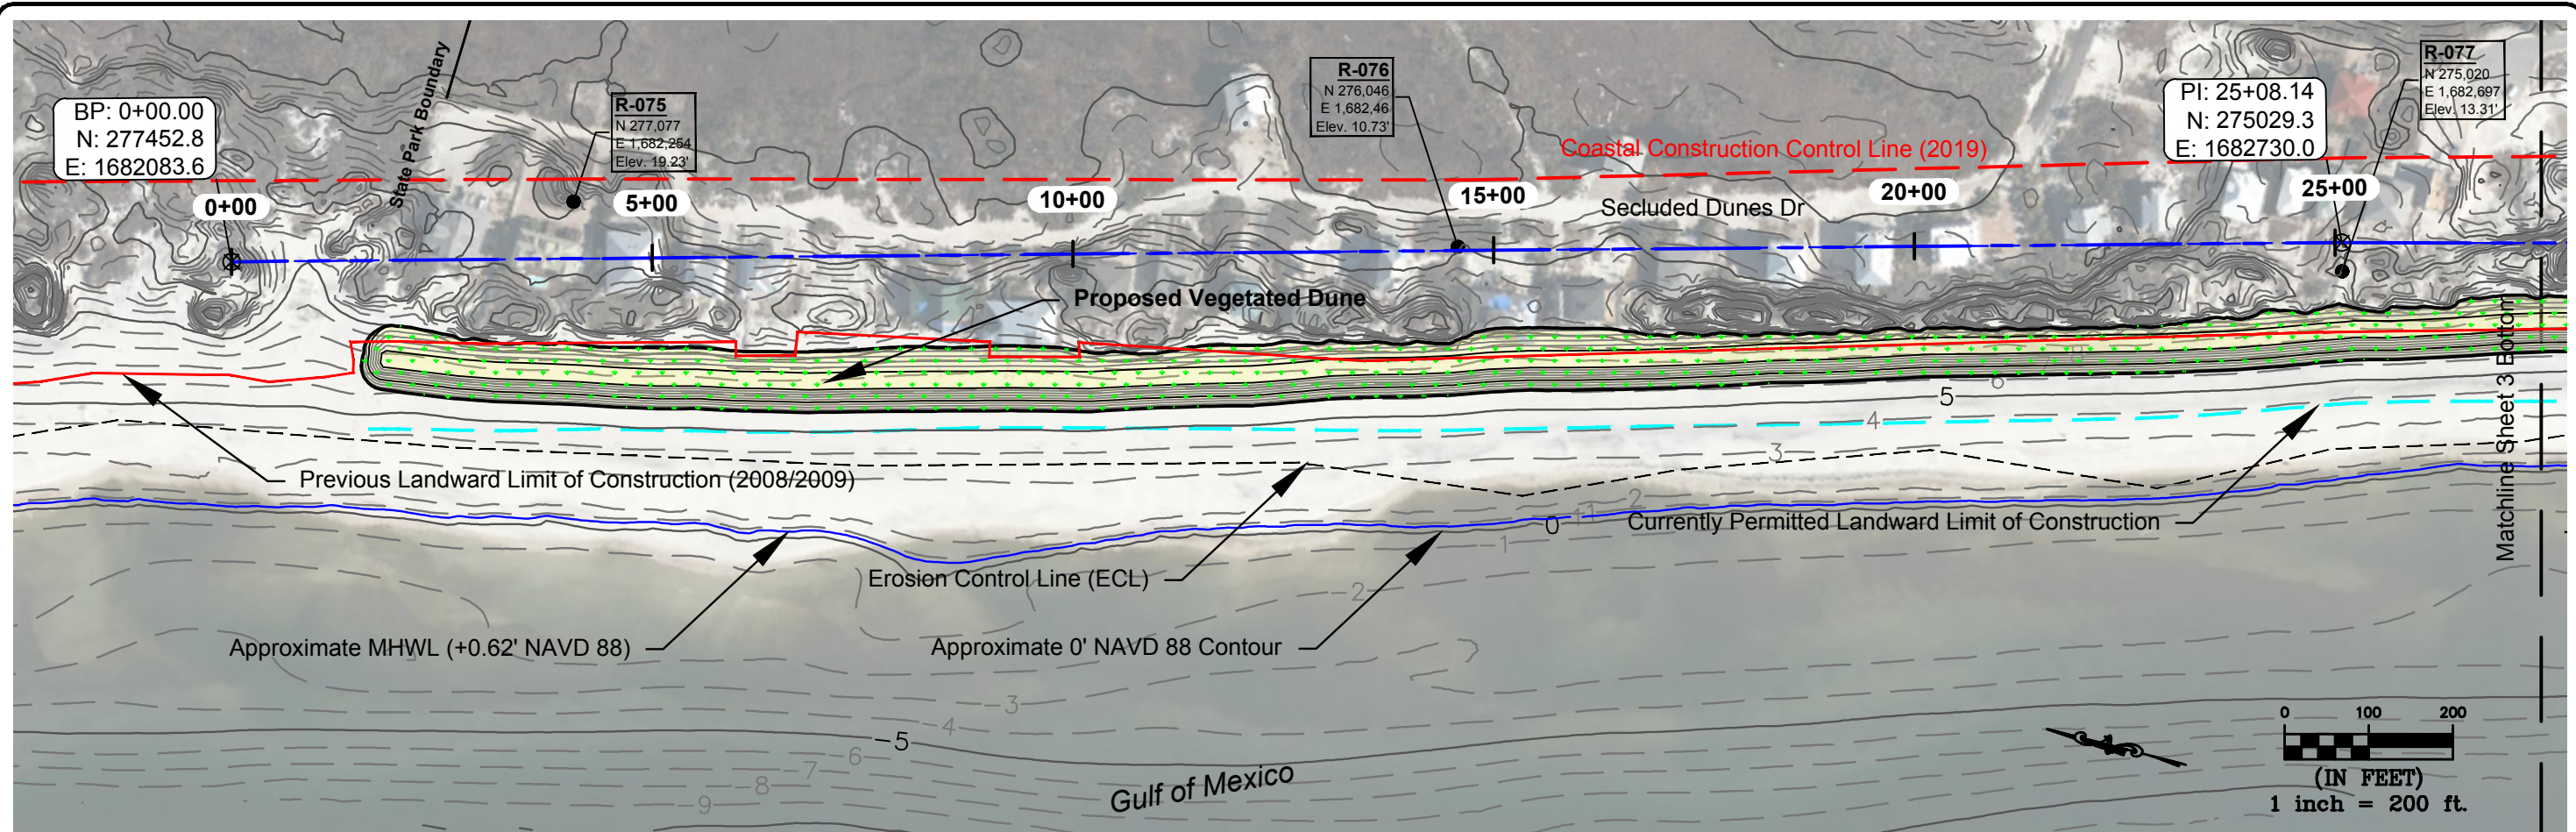 State Park Boundary
BP: 0+00.00
N: 277452.8
E: 1682083.6
R-075
N 277,077
E 1,682,254
Elev. 19.23'
R-076
N 276,046
E 1,682,46
Elev. 10.73'
PI: 25+08.14
N: 275029.3
E: 1682730.0
R-077
N 275,020
E 1,682,697
Elev. 13.31'
Coastal Construction Control Line (2019)
0+00
5+00
10+00
15+00
20+00
25+00
Secluded Dunes Dr
Proposed Vegetated Dune
6
5
4
3
2
1
0
-1
-2
-3
-4
-5
-6
-7
-8
-9
Previous Landward Limit of Construction (2008/2009)
Currently Permitted Landward Limit of Construction
Erosion Control Line (ECL)
Approximate MHWL (+0.62' NAVD 88)
Approximate 0' NAVD 88 Contour
Matchline Sheet 3 Bottom
Gulf of Mexico
0 100 200
(IN FEET)
1 inch = 200 ft.